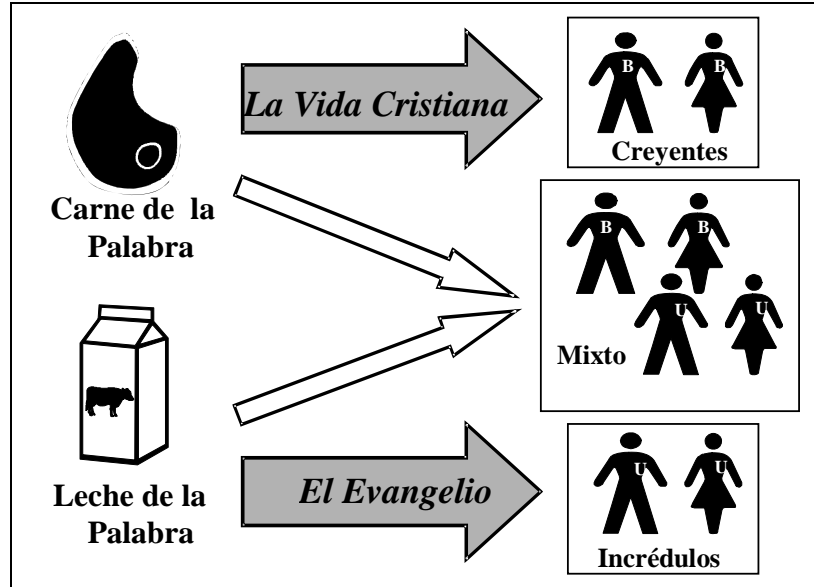 La Vida Cristiana
B B
Creyentes
Carne de la
Palabra
B B
U U
Mixto
Leche de la
Palabra
El Evangelio
U U
Incrédulos